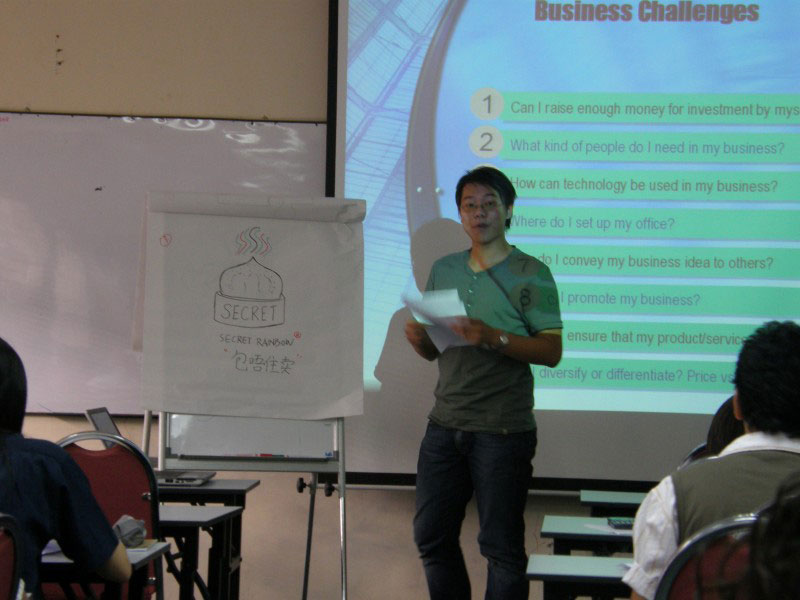 Business Challenges
1 Can I raise enough money for investment by mys
2 What kind of people do I need in my business?
How can technology be used in my business?
Where do I set up my office?
7 do I convey my business idea to others?
8 I promote my business?
ensure that my product/service
I diversify or differentiate? Price v
SECRET
SECRET RAINBOW ®
"包唔住卖"